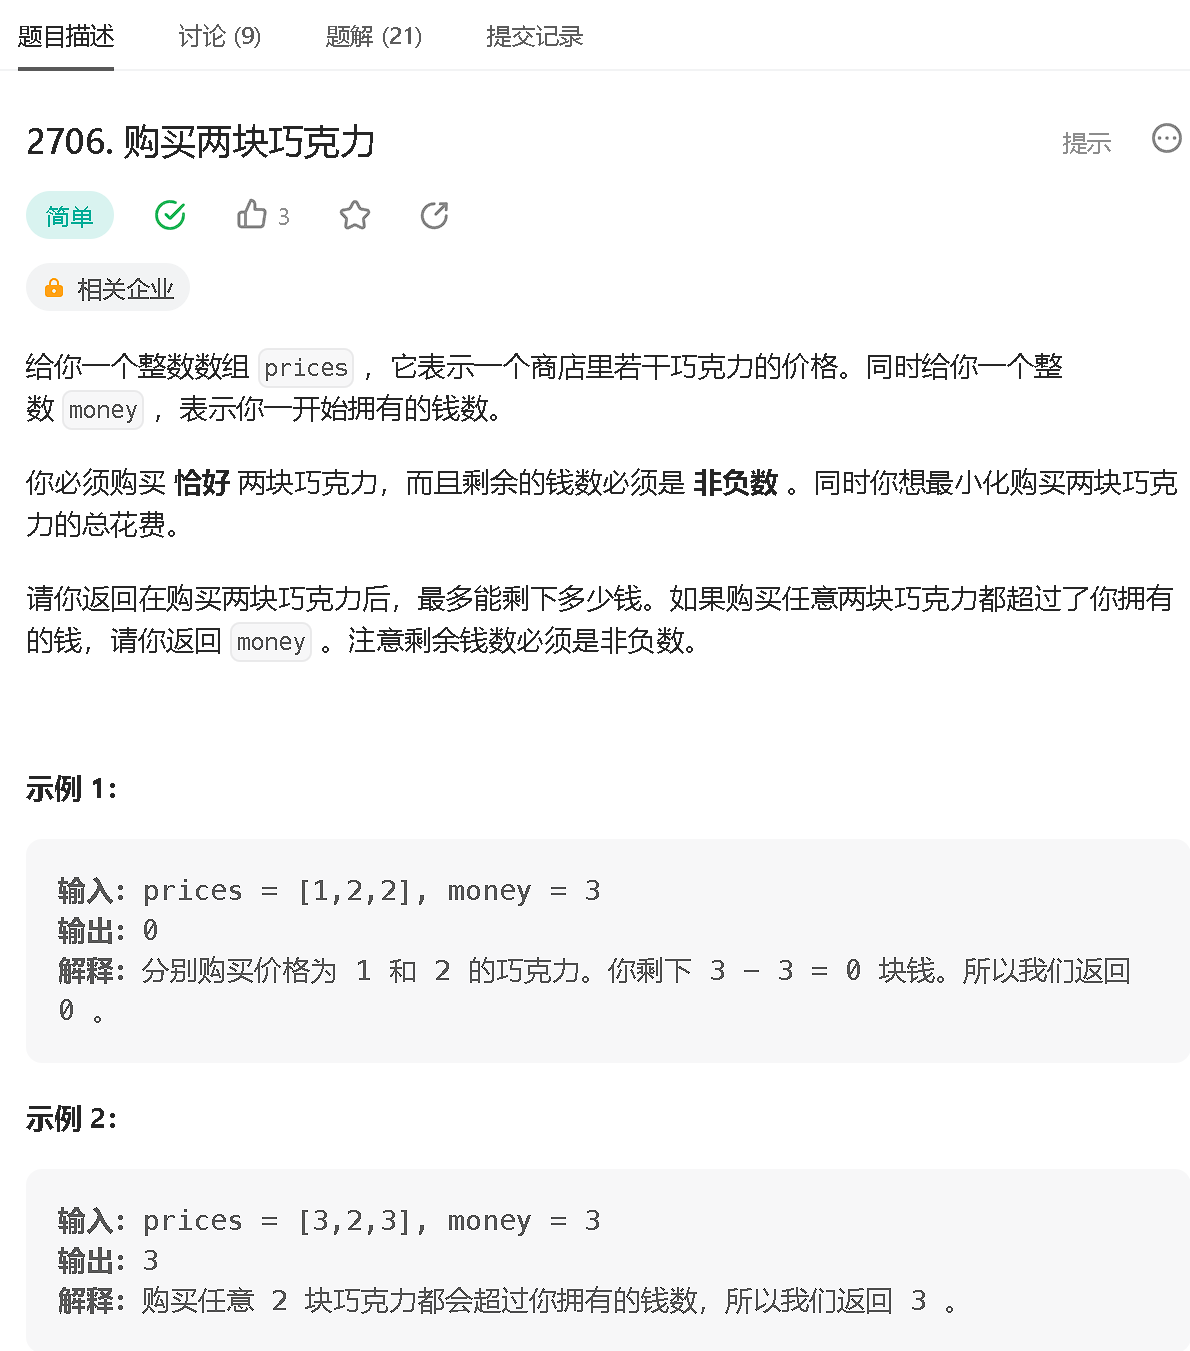 题目描述 讨论 (9) 题解 (21) 提交记录
2706. 购买两块巧克力 提示
简单 3
相关企业
给你一个整数数组 prices ，它表示一个商店里若干巧克力的价格。同时给你一个整
数 money ，表示你一开始拥有的钱数。
你必须购买 恰好 两块巧克力，而且剩余的钱数必须是 非负数 。同时你想最小化购买两块巧克
力的总花费。
请你返回在购买两块巧克力后，最多能剩下多少钱。如果购买任意两块巧克力都超过了你拥有
的钱，请你返回 money 。注意剩余钱数必须是非负数。
示例 1：
输入：prices = [1,2,2], money = 3
输出：0
解释：分别购买价格为 1 和 2 的巧克力。你剩下 3 - 3 = 0 块钱。所以我们返回
0 。
示例 2：
输入：prices = [3,2,3], money = 3
输出：3
解释：购买任意 2 块巧克力都会超过你拥有的钱数，所以我们返回 3 。